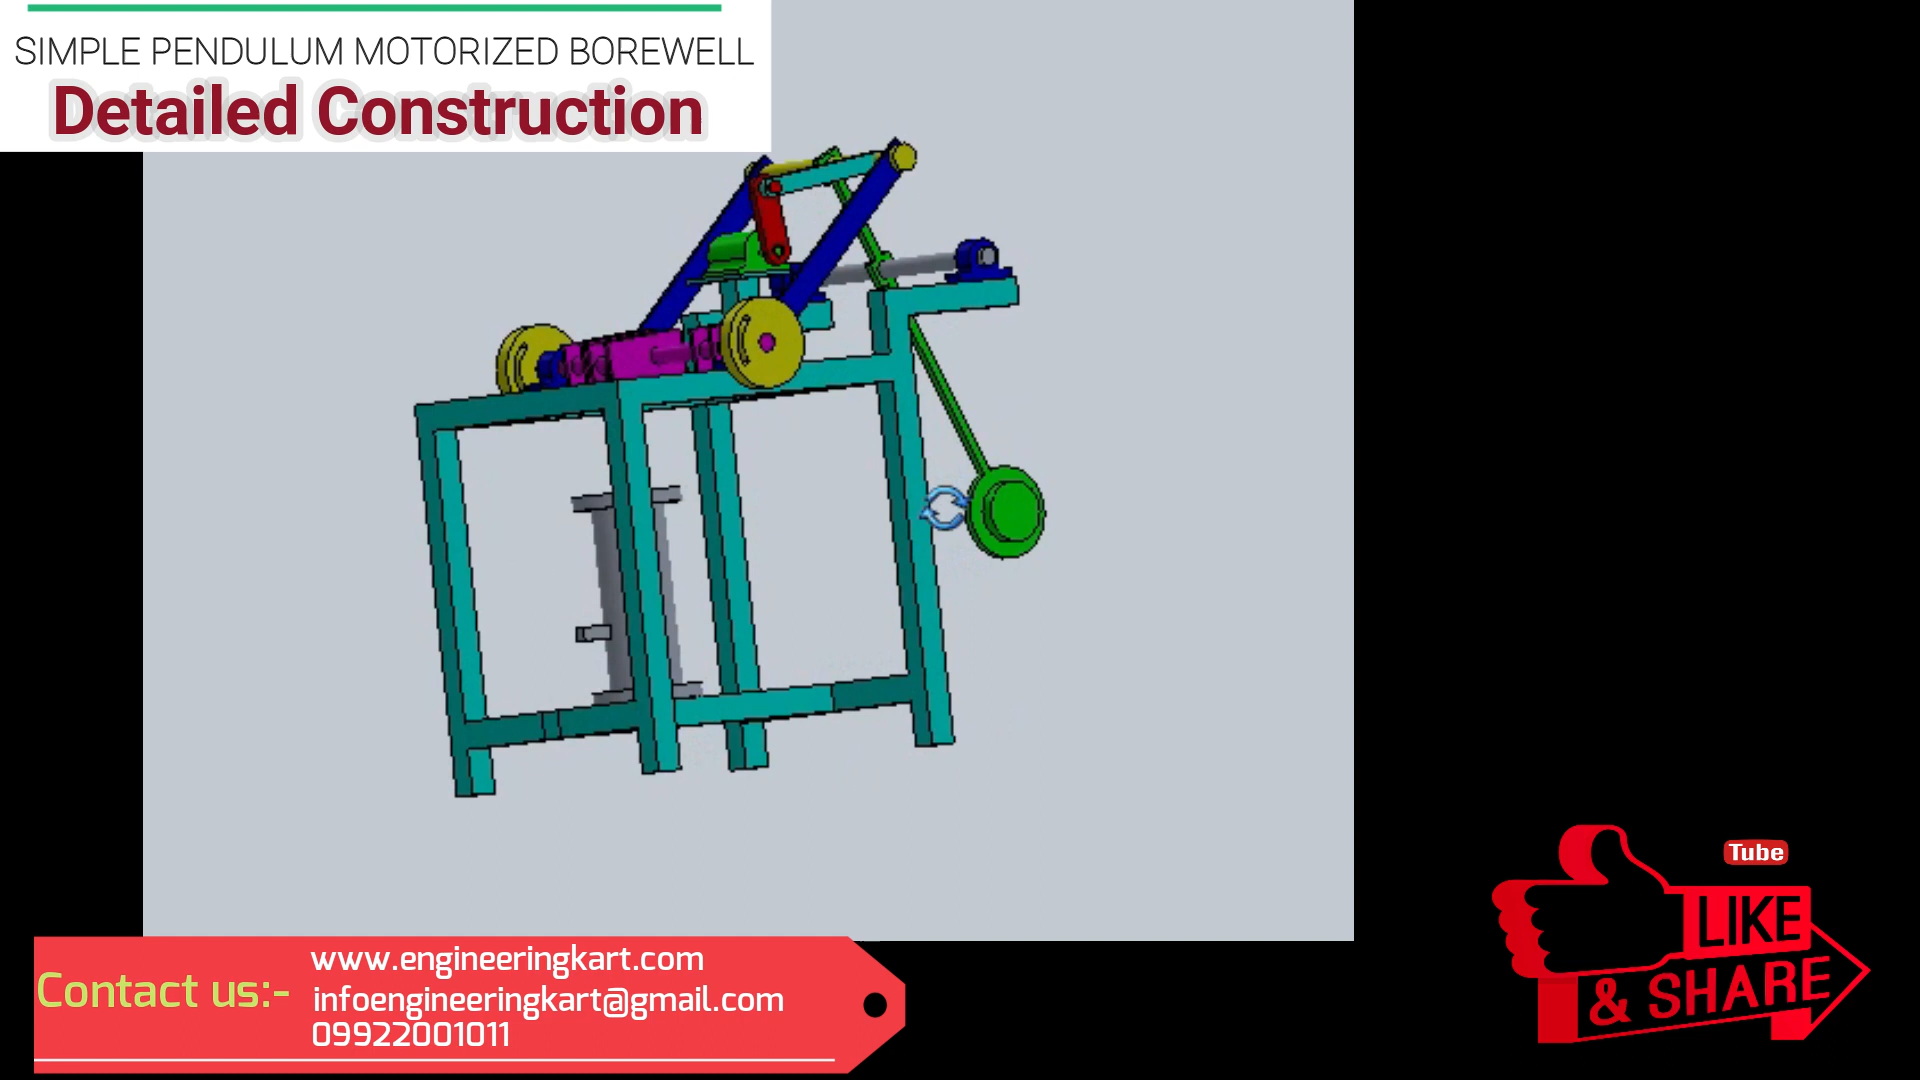 SIMPLE PENDULUM MOTORIZED BOREWELL
Detailed Construction
Contact us:-
www.engineeringkart.com
infoengineeringkart@gmail.com
09922001011
Tube
LIKE
& SHARE